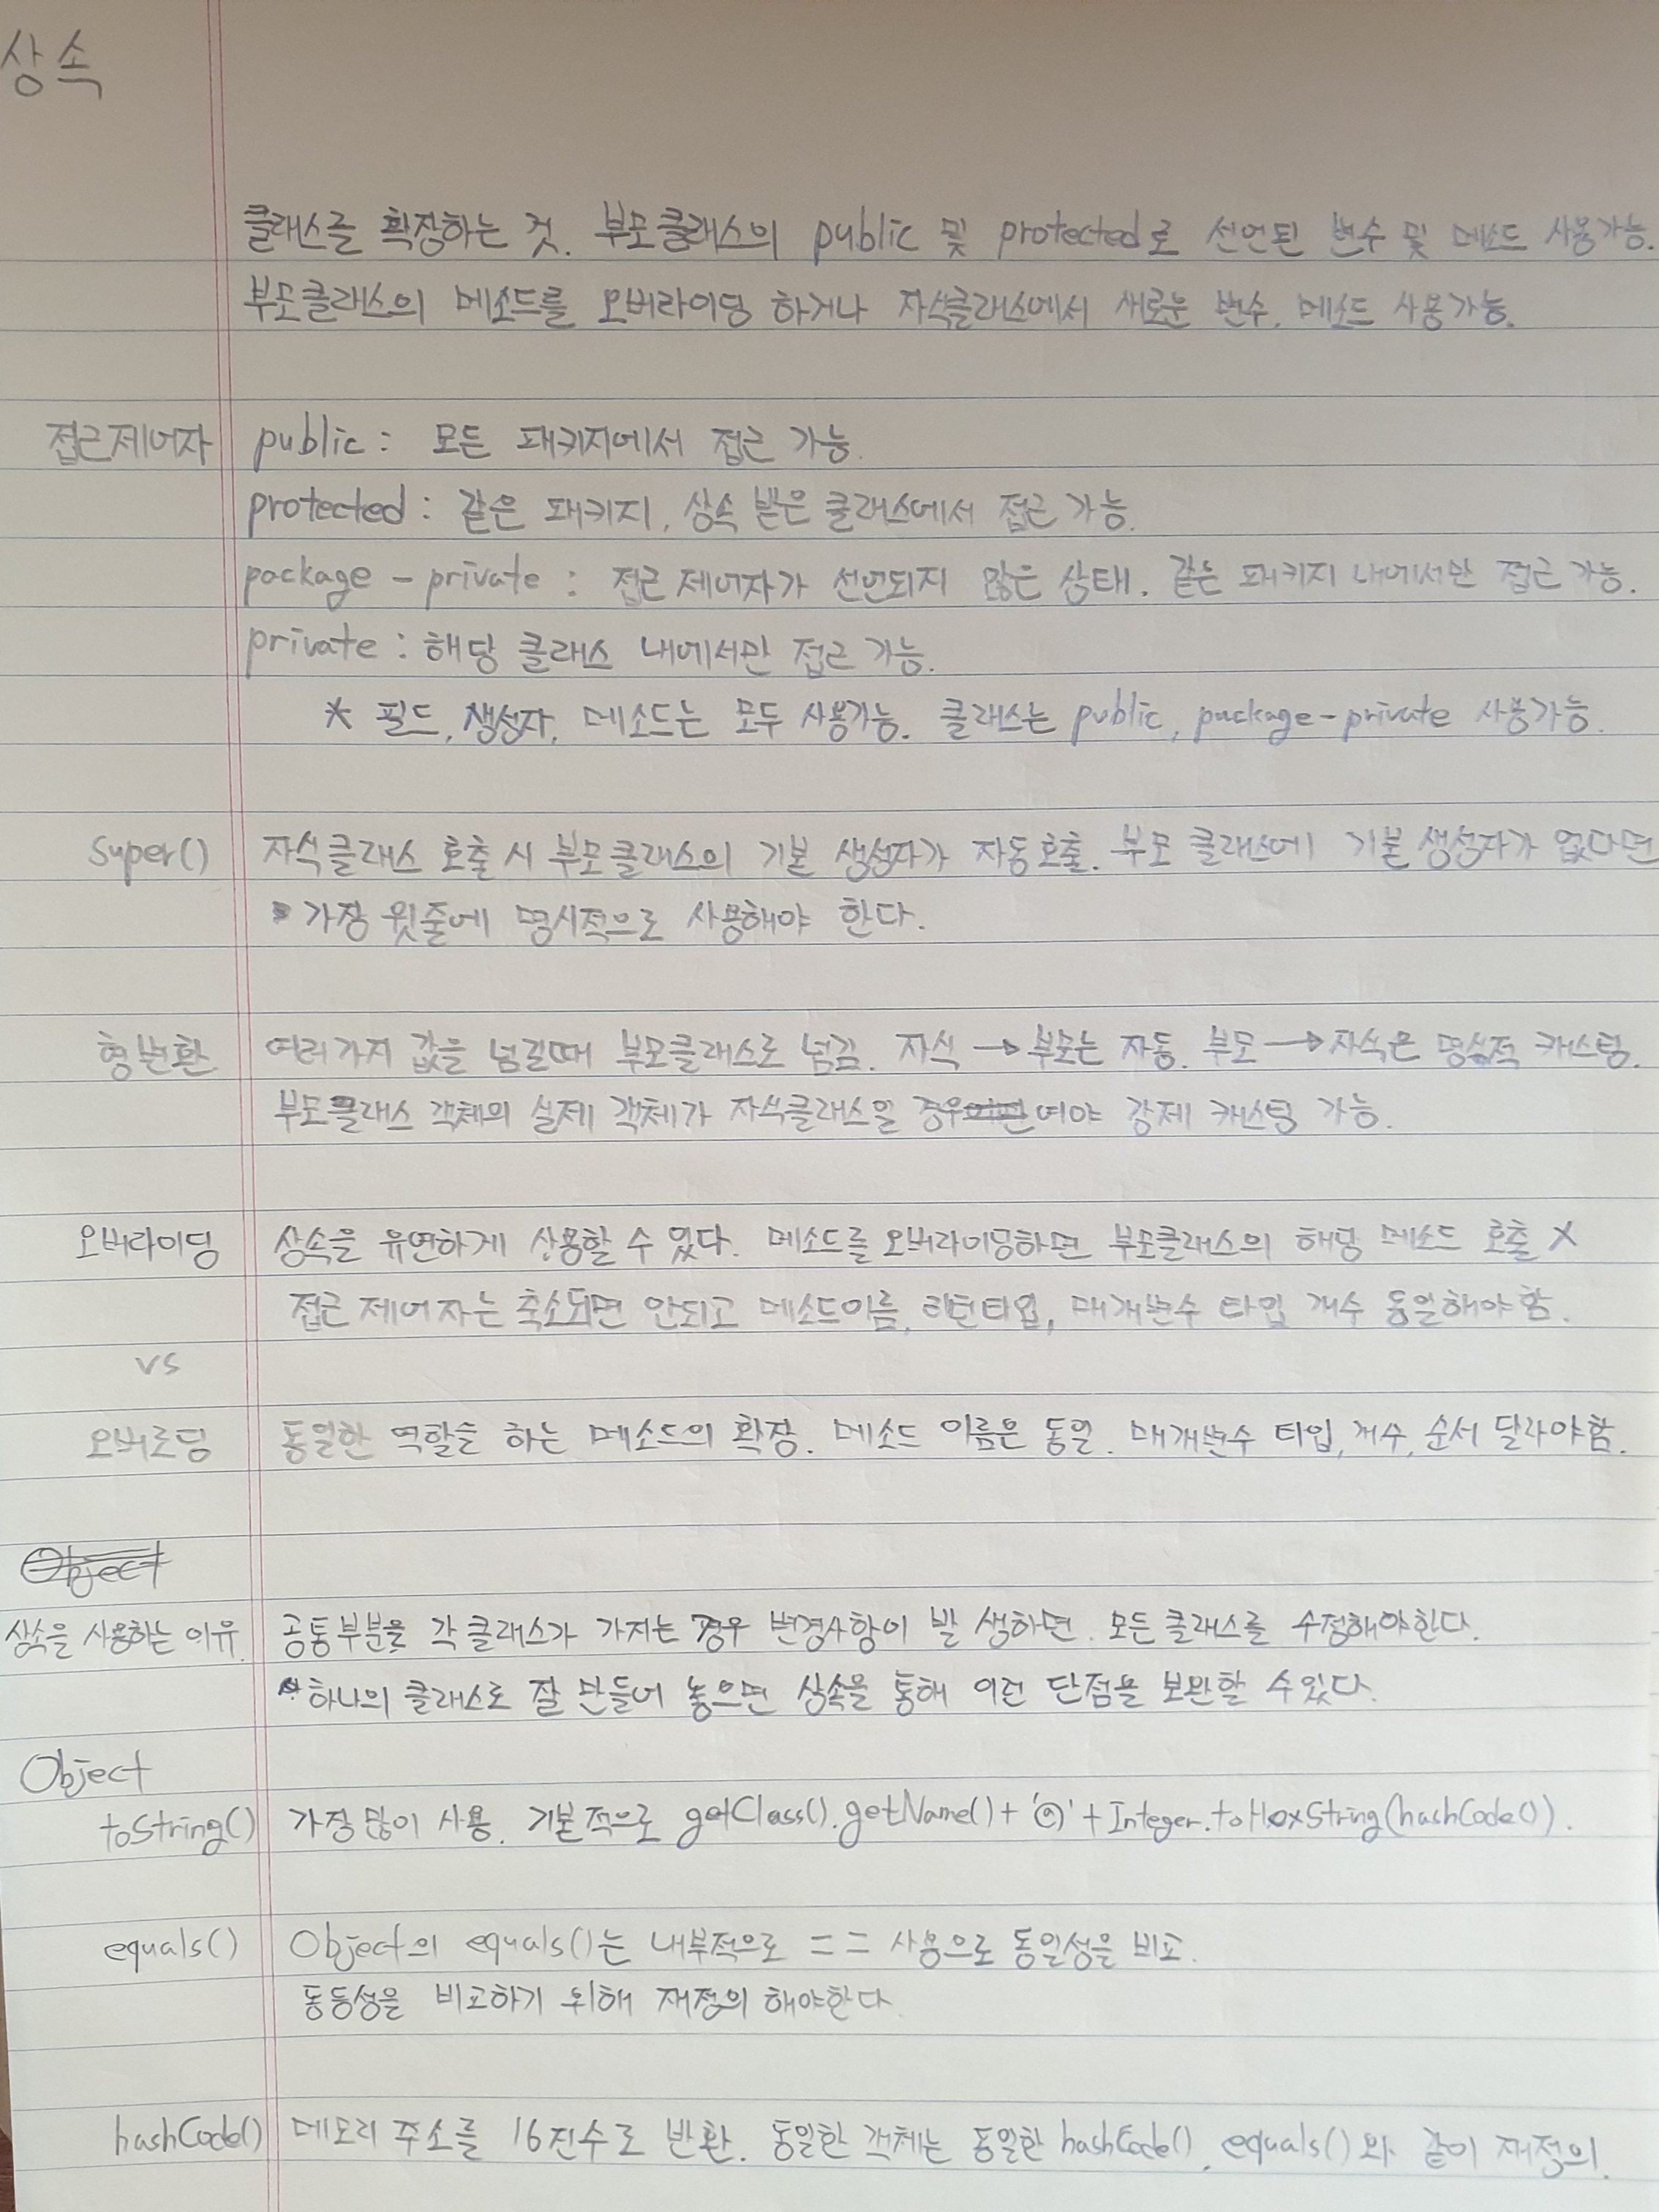 상속
클래스를 확장하는 것. 부모클래스의 public 및 protected로 선언된 변수 및 메소드 사용가능.
부모클래스의 메소드를 오버라이딩 하거나 자식클래스에서 새로운 변수, 메소드 사용가능.
접근제어자 public : 모든 패키지에서 접근 가능.
protected : 같은 패키지, 상속 받은 클래스에서 접근 가능.
package - private : 접근 제어자가 선언되지 않은 상태. 같은 패키지 내에서만 접근 가능.
private : 해당 클래스 내에서만 접근 가능.
* 필드, 생성자, 메소드는 모두 사용가능. 클래스는 public, package-private 사용가능.
super() 자식클래스 호출 시 부모클래스의 기본 생성자가 자동호출. 부모 클래스에 기본 생성자가 없다면
가장 윗줄에 명시적으로 사용해야 한다.
형변환 여러가지 값을 넘길때 부모클래스로 넘김. 자식 → 부모는 자동. 부모 → 자식은 명시적 캐스팅.
부모클래스 객체의 실제 객체가 자식클래스일 경우여야 강제 캐스팅 가능.
오버라이딩 상속을 유연하게 사용할 수 있다. 메소드를 오버라이딩하면 부모클래스의 해당 메소드 호출 X
접근 제어자는 축소되면 안되고 메소드이름, 리턴타입, 매개변수 타입 개수 동일해야함.
vs
오버로딩 동일한 역할을 하는 메소드의 확장. 메소드 이름은 동일. 매개변수 타입, 개수, 순서 달라야함.
Object
상속을 사용하는 이유. 공통부분을 각 클래스가 가지는 경우 변경사항이 발생하면 모든클래스를 수정해야한다.
하나의 클래스로 잘 만들어 놓으면 상속을 통해 이런 단점을 보완할 수있다.
Object
toString() 가장 많이 사용. 기본적으로 getClass().getName() + '@' + Integer.toHexString(hashCode()).
equals() Object의 equals()는 내부적으로 == 사용으로 동일성을 비교.
동등성을 비교하기 위해 재정의 해야한다.
hashCode() 메모리 주소를 16진수로 반환. 동일한 객체는 동일한 hashCode(). equals()와 같이 재정의.